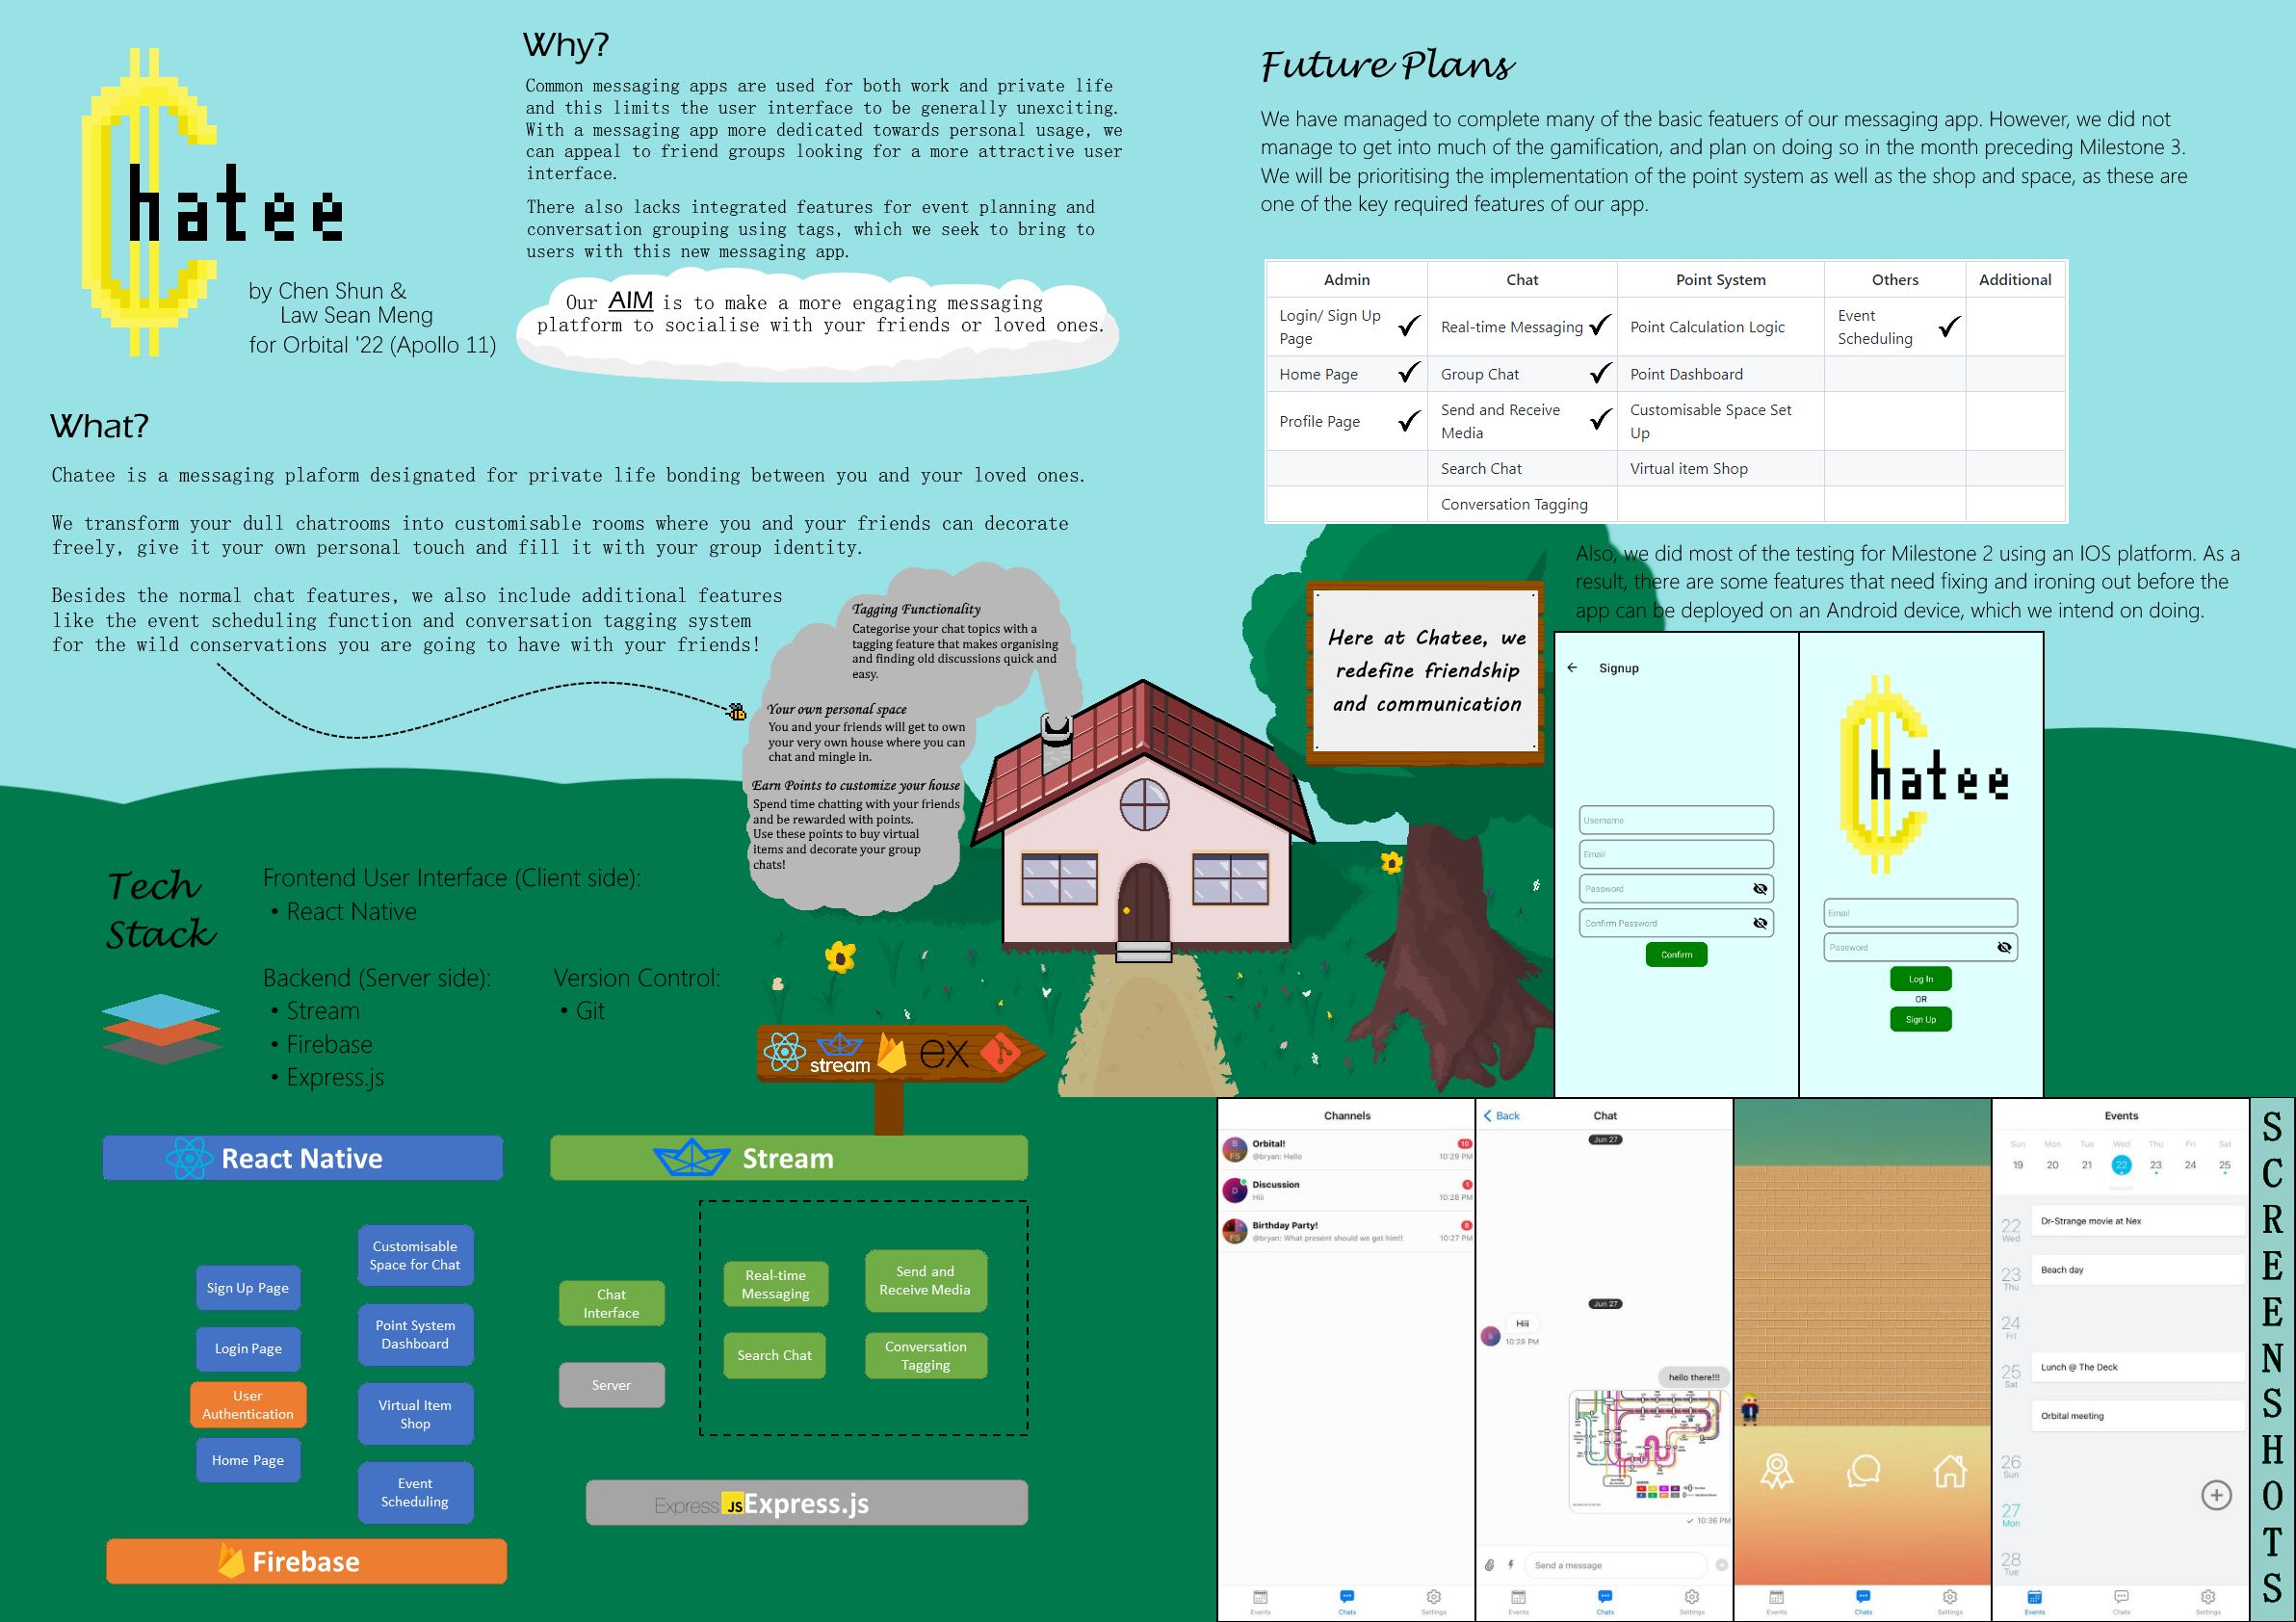 Chatee
by Chen Shun &
Law Sean Meng
for Orbital '22 (Apollo 11)
Why?
Common messaging apps are used for both work and private life
and this limits the user interface to be generally unexciting.
With a messaging app more dedicated towards personal usage, we
can appeal to friend groups looking for a more attractive user
interface.
There also lacks integrated features for event planning and
conversation grouping using tags, which we seek to bring to
users with this new messaging app.
Our AIM is to make a more engaging messaging
platform to socialise with your friends or loved ones.
What?
Chatee is a messaging plaform designated for private life bonding between you and your loved ones.
We transform your dull chatrooms into customisable rooms where you and your friends can decorate
freely, give it your own personal touch and fill it with your group identity.
Besides the normal chat features, we also include additional features
like the event scheduling function and conversation tagging system
for the wild conservations you are going to have with your friends!
Tagging Functionality
Categorise your chat topics with a
tagging feature that makes organising
and finding old discussions quick and
easy.
Your own personal space
You and your friends will get to own
your very own house where you can
chat and mingle in.
Earn Points to customize your house
Spend time chatting with your friends
and be rewarded with points.
Use these points to buy virtual
items and decorate your group
chats!
Tech
Stack
Frontend User Interface (Client side):
• React Native
Backend (Server side):
• Stream
• Firebase
• Express.js
Version Control:
• Git
stream
ex
React Native
Sign Up Page
Login Page
User
Authentication
Home Page
Customisable
Space for Chat
Point System
Dashboard
Virtual Item
Shop
Event
Scheduling
Firebase
Stream
Chat
Interface
Server
Real-time
Messaging
Send and
Receive Media
Search Chat
Conversation
Tagging
Express JS Express.js
Future Plans
We have managed to complete many of the basic featuers of our messaging app. However, we did not
manage to get into much of the gamification, and plan on doing so in the month preceding Milestone 3.
We will be prioritising the implementation of the point system as well as the shop and space, as these are
one of the key required features of our app.
Admin Chat Point System Others Additional
Login/ Sign Up
Page ✓ Real-time Messaging ✓ Point Calculation Logic Event
Scheduling ✓
Home Page ✓ Group Chat ✓ Point Dashboard
Profile Page ✓ Send and Receive
Media ✓ Customisable Space Set
Up
Search Chat Virtual item Shop
Conversation Tagging
Also, we did most of the testing for Milestone 2 using an IOS platform. As a
result, there are some features that need fixing and ironing out before the
app can be deployed on an Android device, which we intend on doing.
Here at Chatee, we
redefine friendship
and communication
Signup
Username
Email
Password
Confirm Password
Confirm
Chatee
Email
Password
Log In
OR
Sign Up
Channels
Orbital! 10
@bryan: Hello 10:29 PM
Discussion 1
Hiii 10:28 PM
Birthday Party! 8
@bryan: What present should we get him!! 10:27 PM
Events Chats Settings
Back Chat
Jun 27
Jun 27
Hiii
10:28 PM
hello there!!!
10:36 PM
Send a message
Events Chats Settings
Events Chats Settings
Events
Sun Mon Tue Wed Thu Fri Sat
19 20 21 22 23 24 25
22
Wed
Dr-Strange movie at Nex
23
Thu
Beach day
24
Fri
25
Sat
Lunch @ The Deck
Orbital meeting
26
Sun
27
Mon
28
Tue
Events Chats Settings
SCREENSHOTS